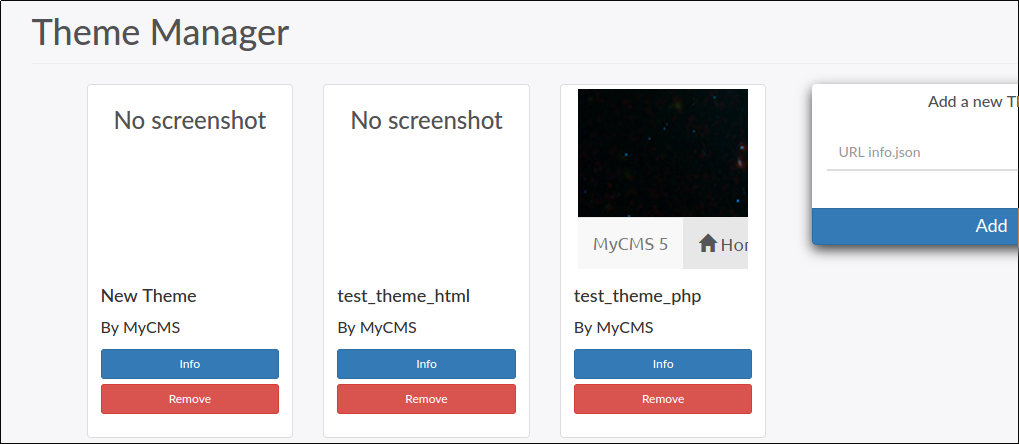 Theme Manager
No screenshot
New Theme
By MyCMS
Info
Remove
No screenshot
test_theme_html
By MyCMS
Info
Remove
MyCMS 5
Hor
test_theme_php
By MyCMS
Info
Remove
Add a new Tl
URL info.json
Add